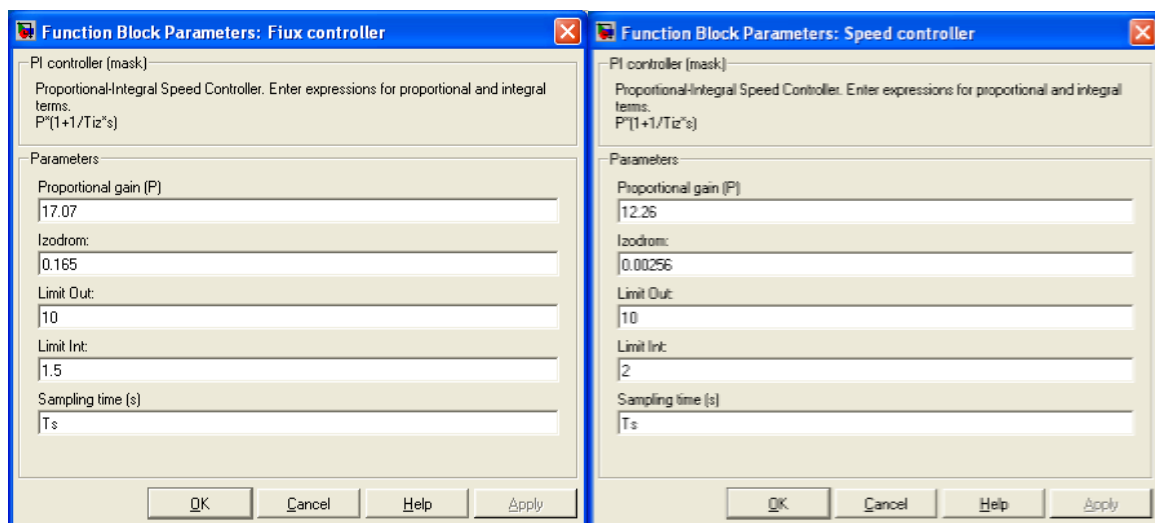 Function Block Parameters: Fiux controller
PI controller (mask)
Proportional-Integral Speed Controller. Enter expressions for proportional and integral
terms.
P*(1+1/Tiz*s)
Parameters
Proportional gain (P)
17.07
Izodrom:
0.165
Limit Out:
10
Limit Int:
1.5
Sampling time (s)
Ts
OK Cancel Help Apply
Function Block Parameters: Speed controller
PI controller (mask)
Proportional-Integral Speed Controller. Enter expressions for proportional and integral
terms.
P*(1+1/Tiz*s)
Parameters
Proportional gain (P)
12.26
Izodrom:
0.00256
Limit Out:
10
Limit Int:
2
Sampling time (s)
Ts
OK Cancel Help Apply